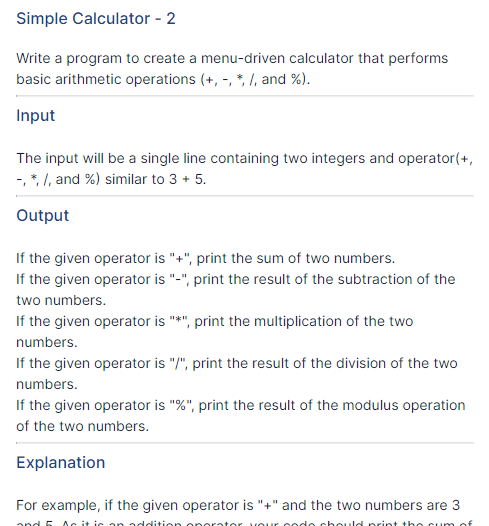 Simple Calculator - 2
Write a program to create a menu-driven calculator that performs
basic arithmetic operations (+, -, *, /, and %).
Input
The input will be a single line containing two integers and operator(+,
-, *, /, and %) similar to 3 + 5.
Output
If the given operator is "+", print the sum of two numbers.
If the given operator is "-", print the result of the subtraction of the
two numbers.
If the given operator is "*", print the multiplication of the two
numbers.
If the given operator is "/", print the result of the division of the two
numbers.
If the given operator is "%", print the result of the modulus operation
of the two numbers.
Explanation
For example, if the given operator is "+" and the two numbers are 3
and 5. As it is an addition operator, your code should print the sum of